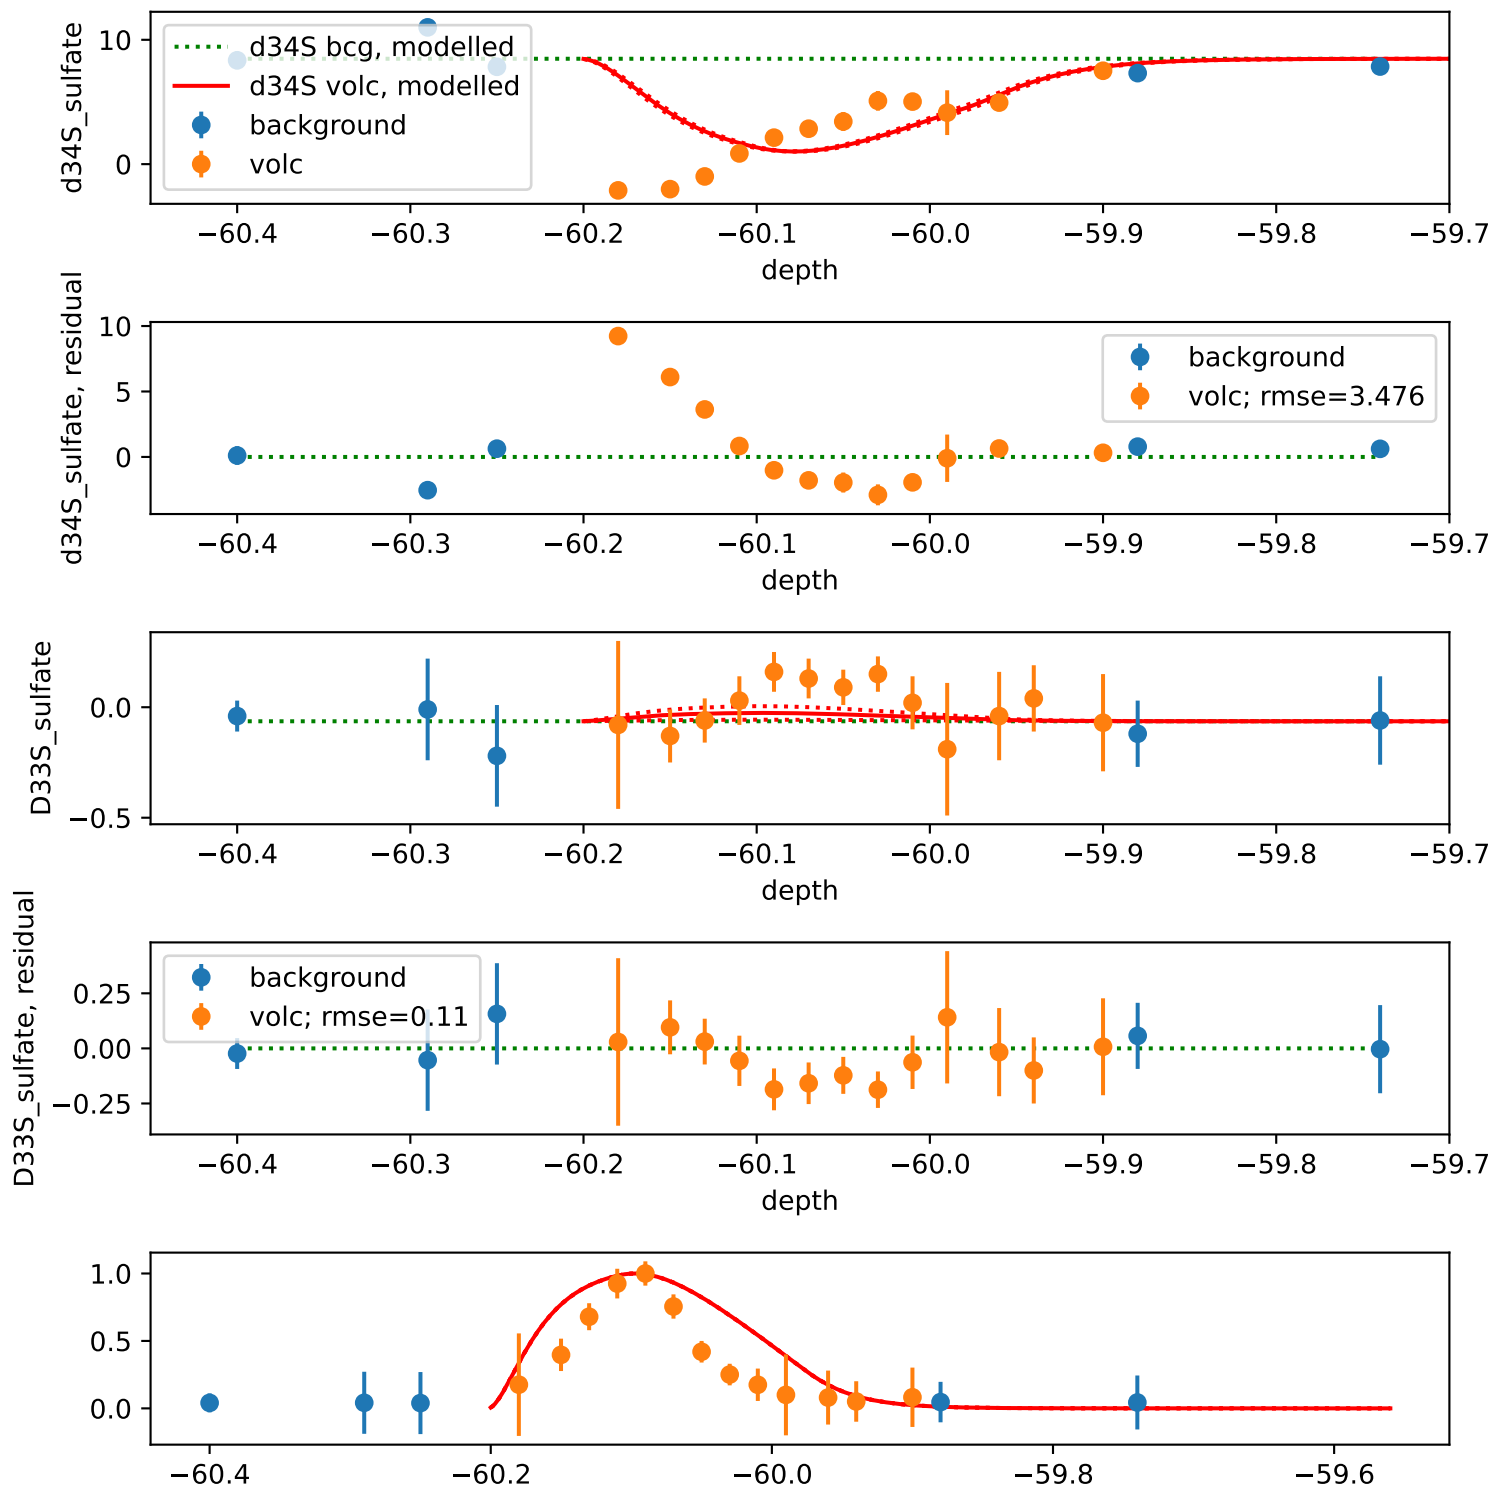 10
0
d34S_sulfate
d34S bcg, modelled
d34S volc, modelled
background
volc
−60.4 −60.3 −60.2 −60.1 −60.0 −59.9 −59.8 −59.7
depth
10
5
0
d34S_sulfate, residual
background
volc; rmse=3.476
−60.4 −60.3 −60.2 −60.1 −60.0 −59.9 −59.8 −59.7
depth
0.0
−0.5
D33S_sulfate
−60.4 −60.3 −60.2 −60.1 −60.0 −59.9 −59.8 −59.7
depth
0.25
0.00
−0.25
D33S_sulfate, residual
background
volc; rmse=0.11
−60.4 −60.3 −60.2 −60.1 −60.0 −59.9 −59.8 −59.7
depth
1.0
0.5
0.0
−60.4 −60.2 −60.0 −59.8 −59.6